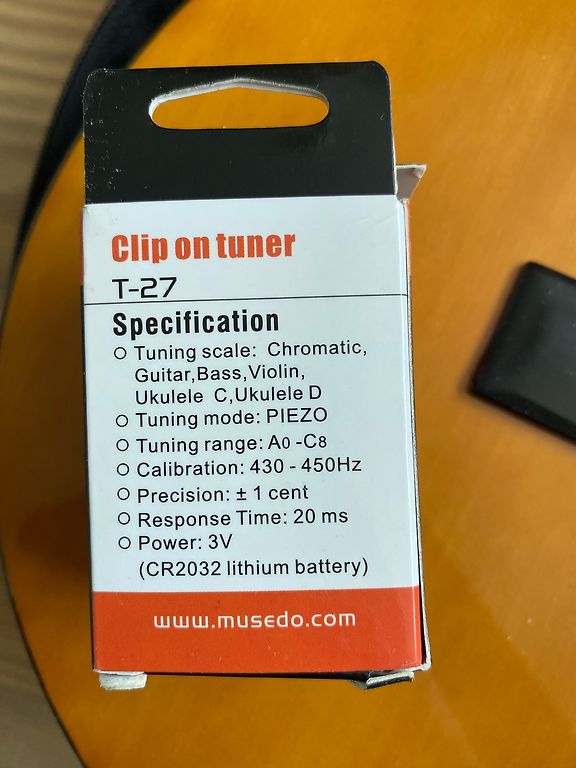 Clip on tuner
T-27
Specification
Tuning scale: Chromatic,
Guitar,Bass,Violin,
Ukulele C,Ukulele D
Tuning mode: PIEZO
Tuning range: A0 -C8
Calibration: 430 - 450Hz
Precision: ± 1 cent
Response Time: 20 ms
Power: 3V
(CR2032 lithium battery)
www.musedo.com